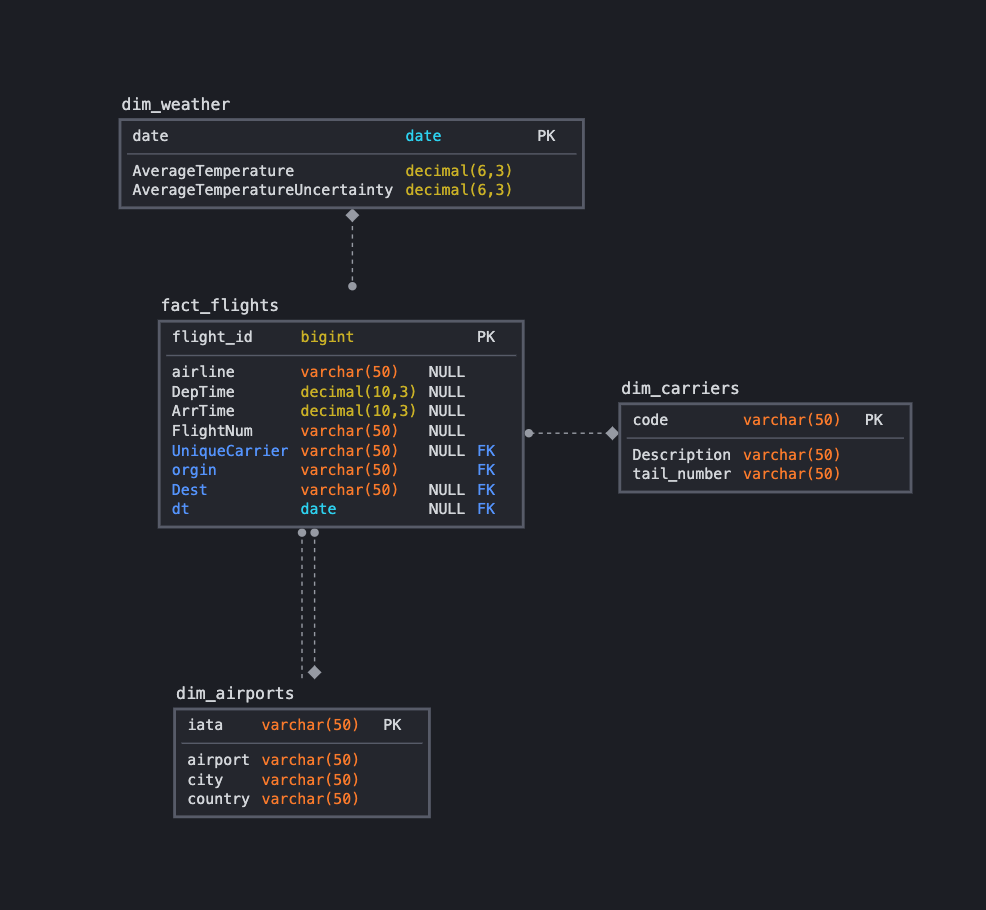 dim_weather
date date PK
AverageTemperature decimal(6,3)
AverageTemperatureUncertainty decimal(6,3)
fact_flights
flight_id bigint PK
airline varchar(50) NULL
DepTime decimal(10,3) NULL
ArrTime decimal(10,3) NULL
FlightNum varchar(50) NULL
UniqueCarrier varchar(50) NULL FK
orgin varchar(50) FK
Dest varchar(50) NULL FK
dt date NULL FK
dim_carriers
code varchar(50) PK
Description varchar(50)
tail_number varchar(50)
dim_airports
iata varchar(50) PK
airport varchar(50)
city varchar(50)
country varchar(50)